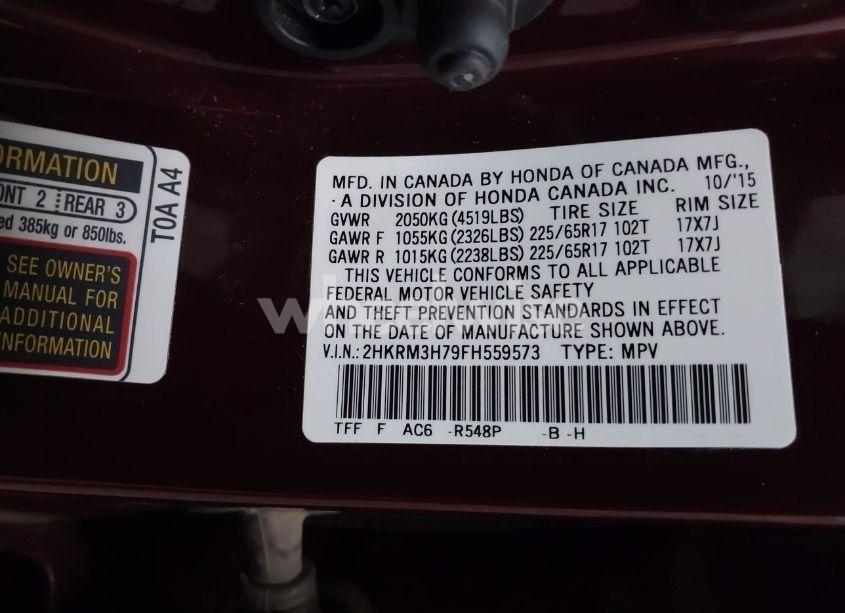 ORMATION
ONT 2 REAR 3
ed 385kg or 850lbs.
SEE OWNER'S
MANUAL FOR
ADDITIONAL
INFORMATION
T0A A4
MFD. IN CANADA BY HONDA OF CANADA MFG.,
A DIVISION OF HONDA CANADA INC. 10/'15
GVWR 2050KG (4519LBS) TIRE SIZE RIM SIZE
GAWR F 1055KG (2326LBS) 225/65R17 102T 17X7J
GAWR R 1015KG (2238LBS) 225/65R17 102T 17X7J
THIS VEHICLE CONFORMS TO ALL APPLICABLE
FEDERAL MOTOR VEHICLE SAFETY
AND THEFT PREVENTION STANDARDS IN EFFECT
ON THE DATE OF MANUFACTURE SHOWN ABOVE.
V.I.N.: 2HKRM3H79FH559573 TYPE: MPV
TFF F AC6 -R548P -B -H